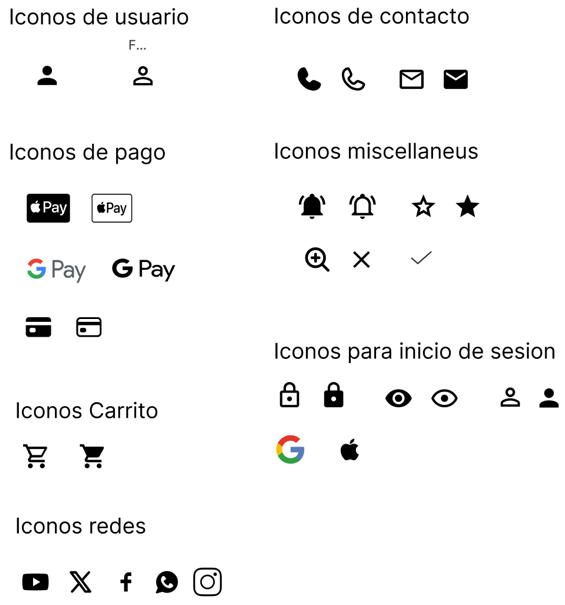 Iconos de usuario
F...
Iconos de contacto
Iconos de pago
Pay
Pay
G Pay
G Pay
Iconos miscellaneus
Iconos para inicio de sesion
Iconos Carrito
Iconos redes